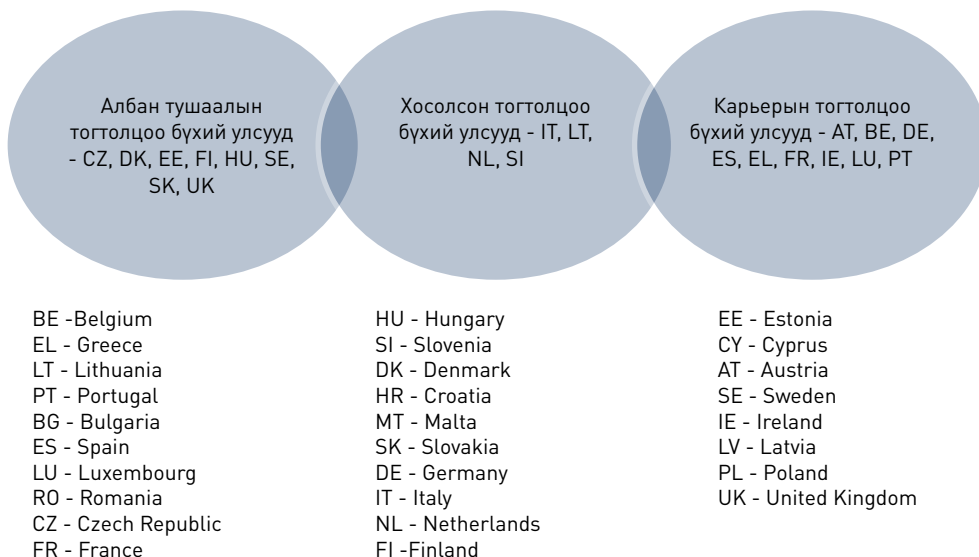 Албан тушаалын
тогтолцоо бүхий улсууд
- CZ, DK, EE, FI, HU, SE,
SK, UK
Хосолсон тогтолцоо
бүхий улсууд - IT, LT,
NL, SI
Карьерын тогтолцоо
бүхий улсууд - AT, BE, DE,
ES, EL, FR, IE, LU, PT
BE -Belgium
EL - Greece
LT - Lithuania
PT - Portugal
BG - Bulgaria
ES - Spain
LU - Luxembourg
RO - Romania
CZ - Czech Republic
FR - France
HU - Hungary
SI - Slovenia
DK - Denmark
HR - Croatia
MT - Malta
SK - Slovakia
DE - Germany
IT - Italy
NL - Netherlands
FI -Finland
EE - Estonia
CY - Cyprus
AT - Austria
SE - Sweden
IE - Ireland
LV - Latvia
PL - Poland
UK - United Kingdom